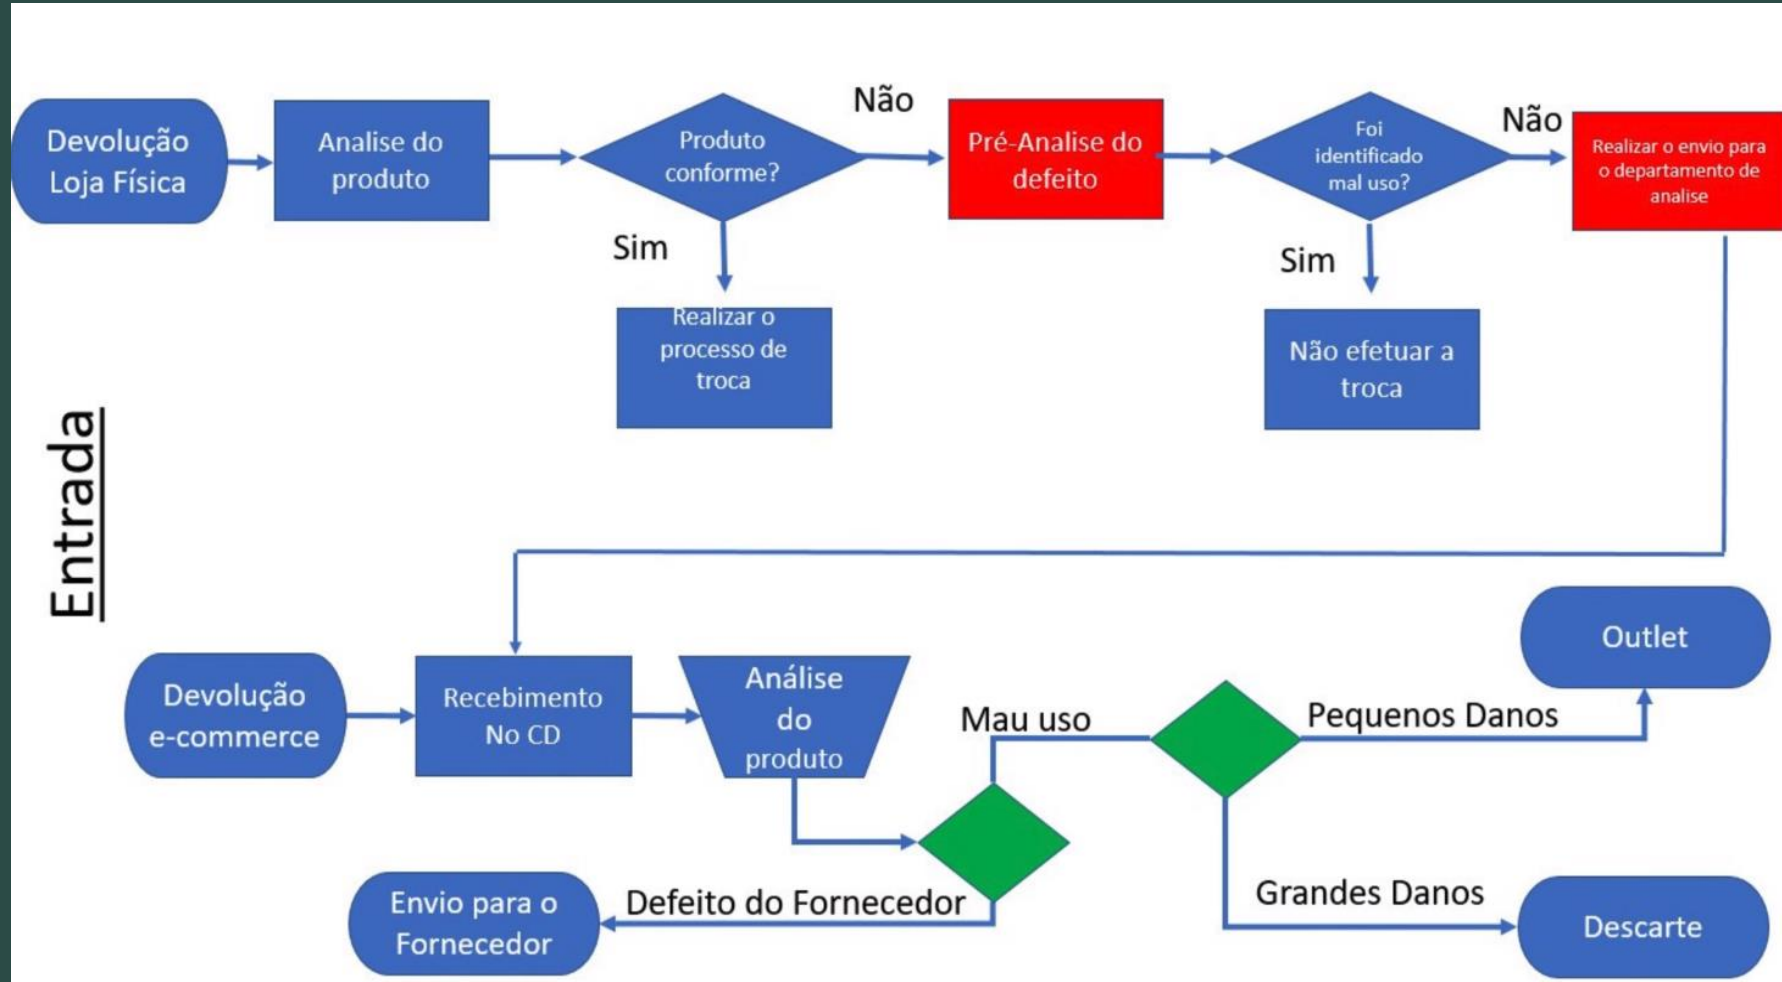 Devolução
Loja Física
Analise do
produto
Produto
conforme?
Não
Pré-Analise do
defeito
Foi
identificado
mal uso?
Não
Realizar o envio para
o departamento de
analise
Sim
Realizar o
processo de
troca
Sim
Não efetuar a
troca
Entrada
Devolução
e-commerce
Recebimento
No CD
Análise
do
produto
Mau uso
Pequenos Danos
Outlet
Defeito do Fornecedor
Envio para o
Fornecedor
Grandes Danos
Descarte